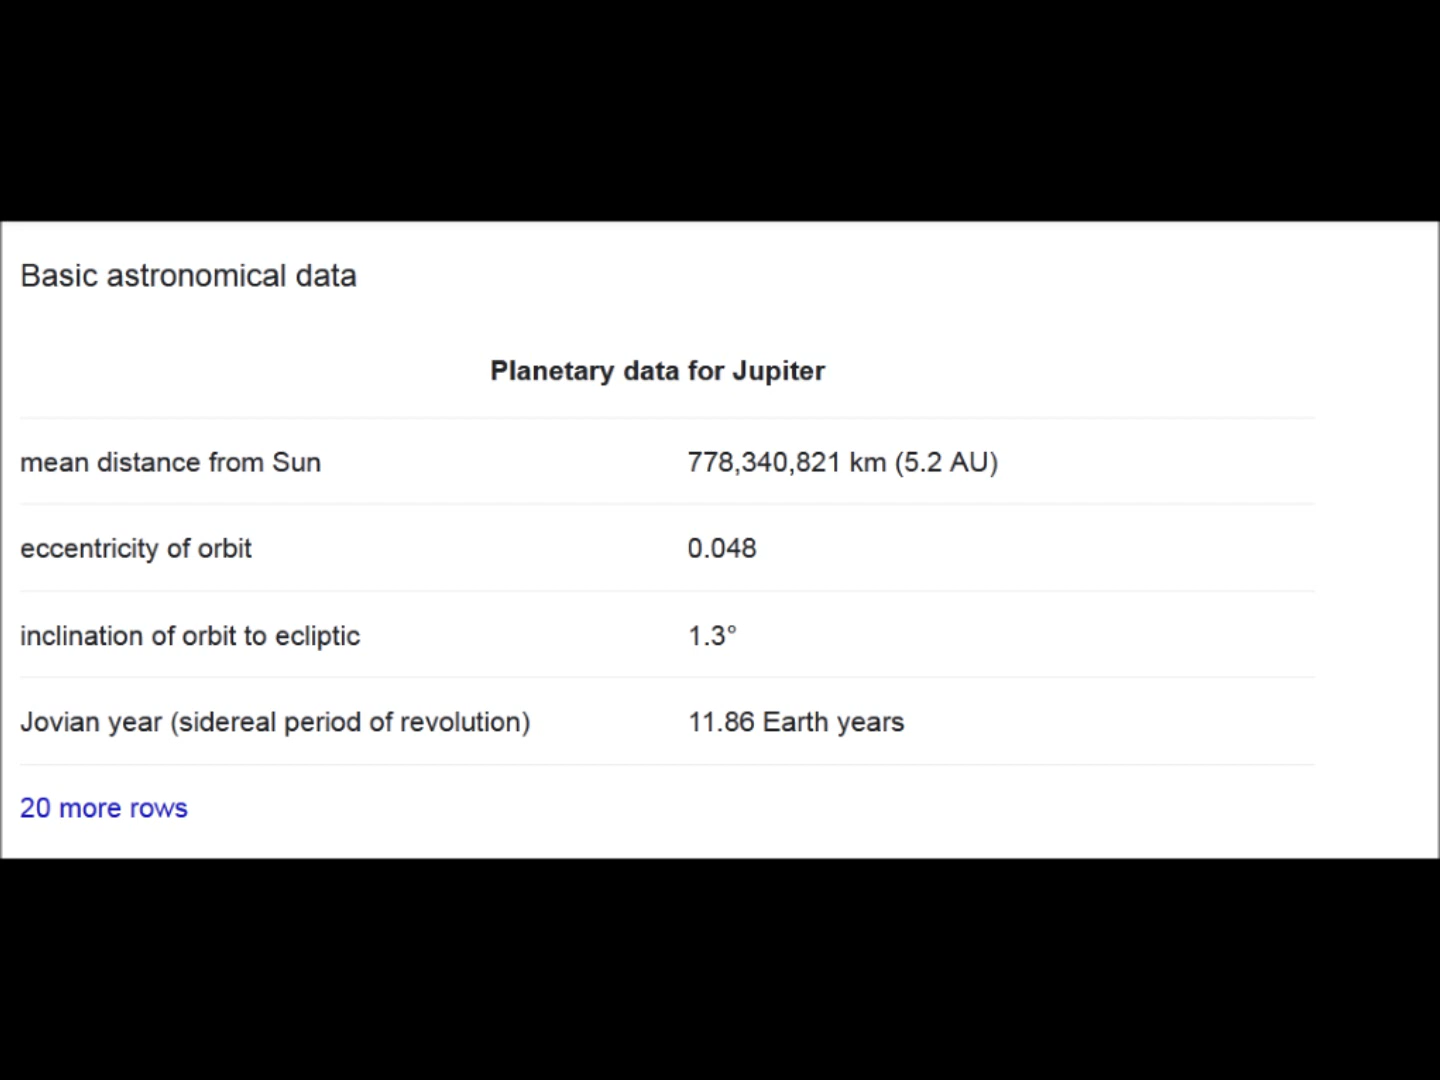 Basic astronomical data
Planetary data for Jupiter
mean distance from Sun 778,340,821 km (5.2 AU)
eccentricity of orbit 0.048
inclination of orbit to ecliptic 1.3°
Jovian year (sidereal period of revolution) 11.86 Earth years
20 more rows